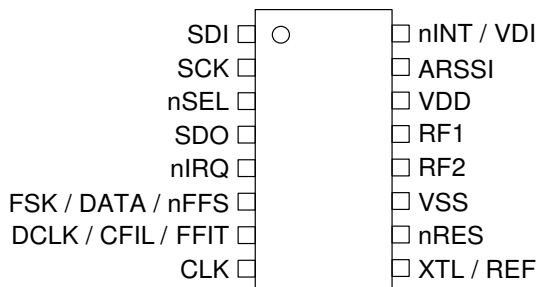 SDI nINT / VDI
SCK ARSSI
nSEL VDD
SDO RF1
nIRQ RF2
FSK / DATA / nFFS VSS
DCLK / CFIL / FFIT nRES
CLK XTL / REF